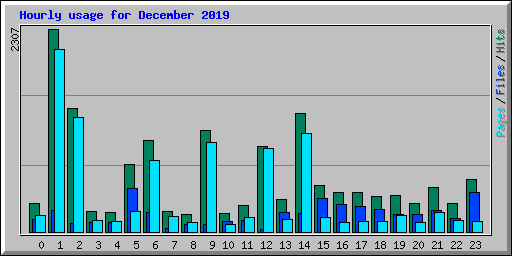 Hourly usage for December 2019
2307
Pages/Files/Hits
0 1 2 3 4 5 6 7 8 9 10 11 12 13 14 15 16 17 18 19 20 21 22 23